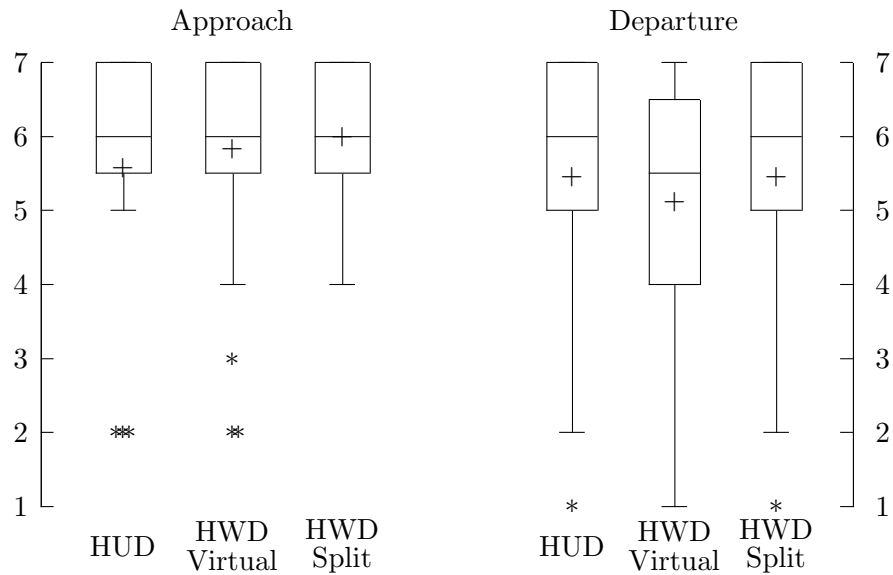 Approach
Departure
7
6
5
4
3
2
1
7
6
5
4
3
2
1
HUD
HWD
Virtual
HWD
Split
HUD
HWD
Virtual
HWD
Split